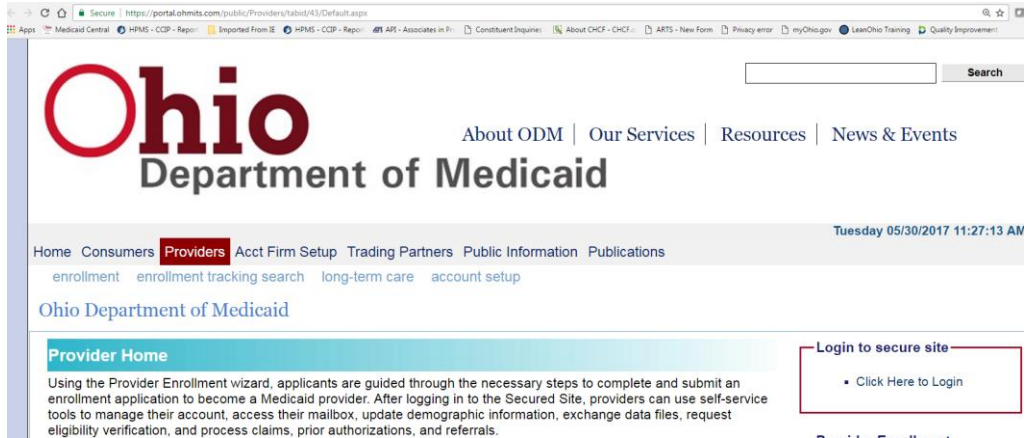 Secure | https://portal.ohmits.com/public/Providers/tabid/43/Default.aspx
Apps Medicaid Central HPMS - CCIP - Repor Imported From IE HPMS - CCIP - Repor API - Associates in Pr Constituent Inquiries About CHCF - CHCF ARTS - New Form Privacy error myOhio.gov LeanOhio Training Quality Improvement
Search
Ohio
Department of Medicaid
About ODM | Our Services | Resources | News & Events
Tuesday 05/30/2017 11:27:13 AM
Home Consumers Providers Acct Firm Setup Trading Partners Public Information Publications
enrollment enrollment tracking search long-term care account setup
Ohio Department of Medicaid
Provider Home
Using the Provider Enrollment wizard, applicants are guided through the necessary steps to complete and submit an
enrollment application to become a Medicaid provider. After logging in to the Secured Site, providers can use self-service
tools to manage their account, access their mailbox, update demographic information, exchange data files, request
eligibility verification, and process claims, prior authorizations, and referrals.
Login to secure site
▪ Click Here to Login